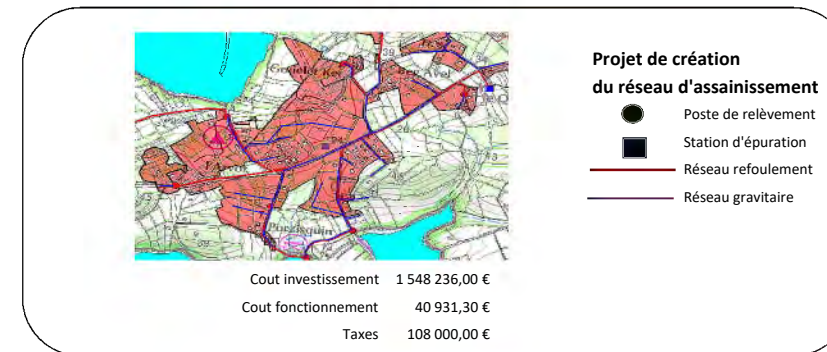 Projet de création
du réseau d'assainissement
Poste de relèvement
Station d'épuration
Réseau refoulement
Réseau gravitaire
Cout investissement 1 548 236,00 €
Cout fonctionnement 40 931,30 €
Taxes 108 000,00 €